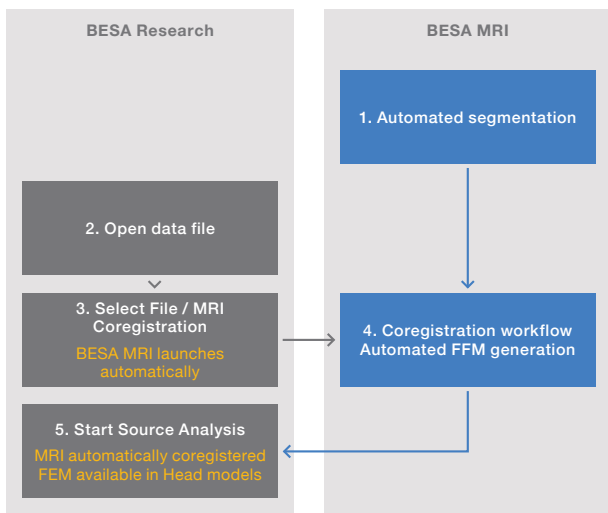 BESA Research
BESA MRI
1. Automated segmentation
2. Open data file
3. Select File / MRI
Coregistration
BESA MRI launches
automatically
4. Coregistration workflow
Automated FFM generation
5. Start Source Analysis
MRI automatically coregistered
FEM available in Head models